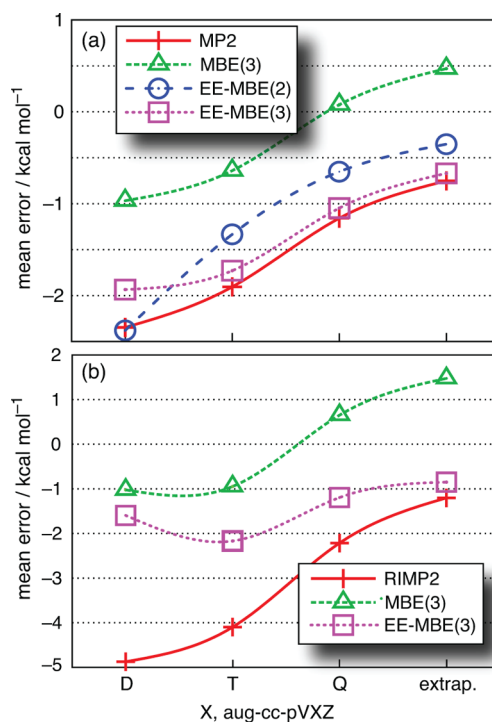 (a)
MP2
MBE(3)
EE-MBE(2)
EE-MBE(3)
1
0
−1
−2
mean error / kcal mol⁻¹
(b)
2
1
0
−1
−2
−3
−4
−5
mean error / kcal mol⁻¹
RIMP2
MBE(3)
EE-MBE(3)
D T Q extrap.
X, aug-cc-pVXZ